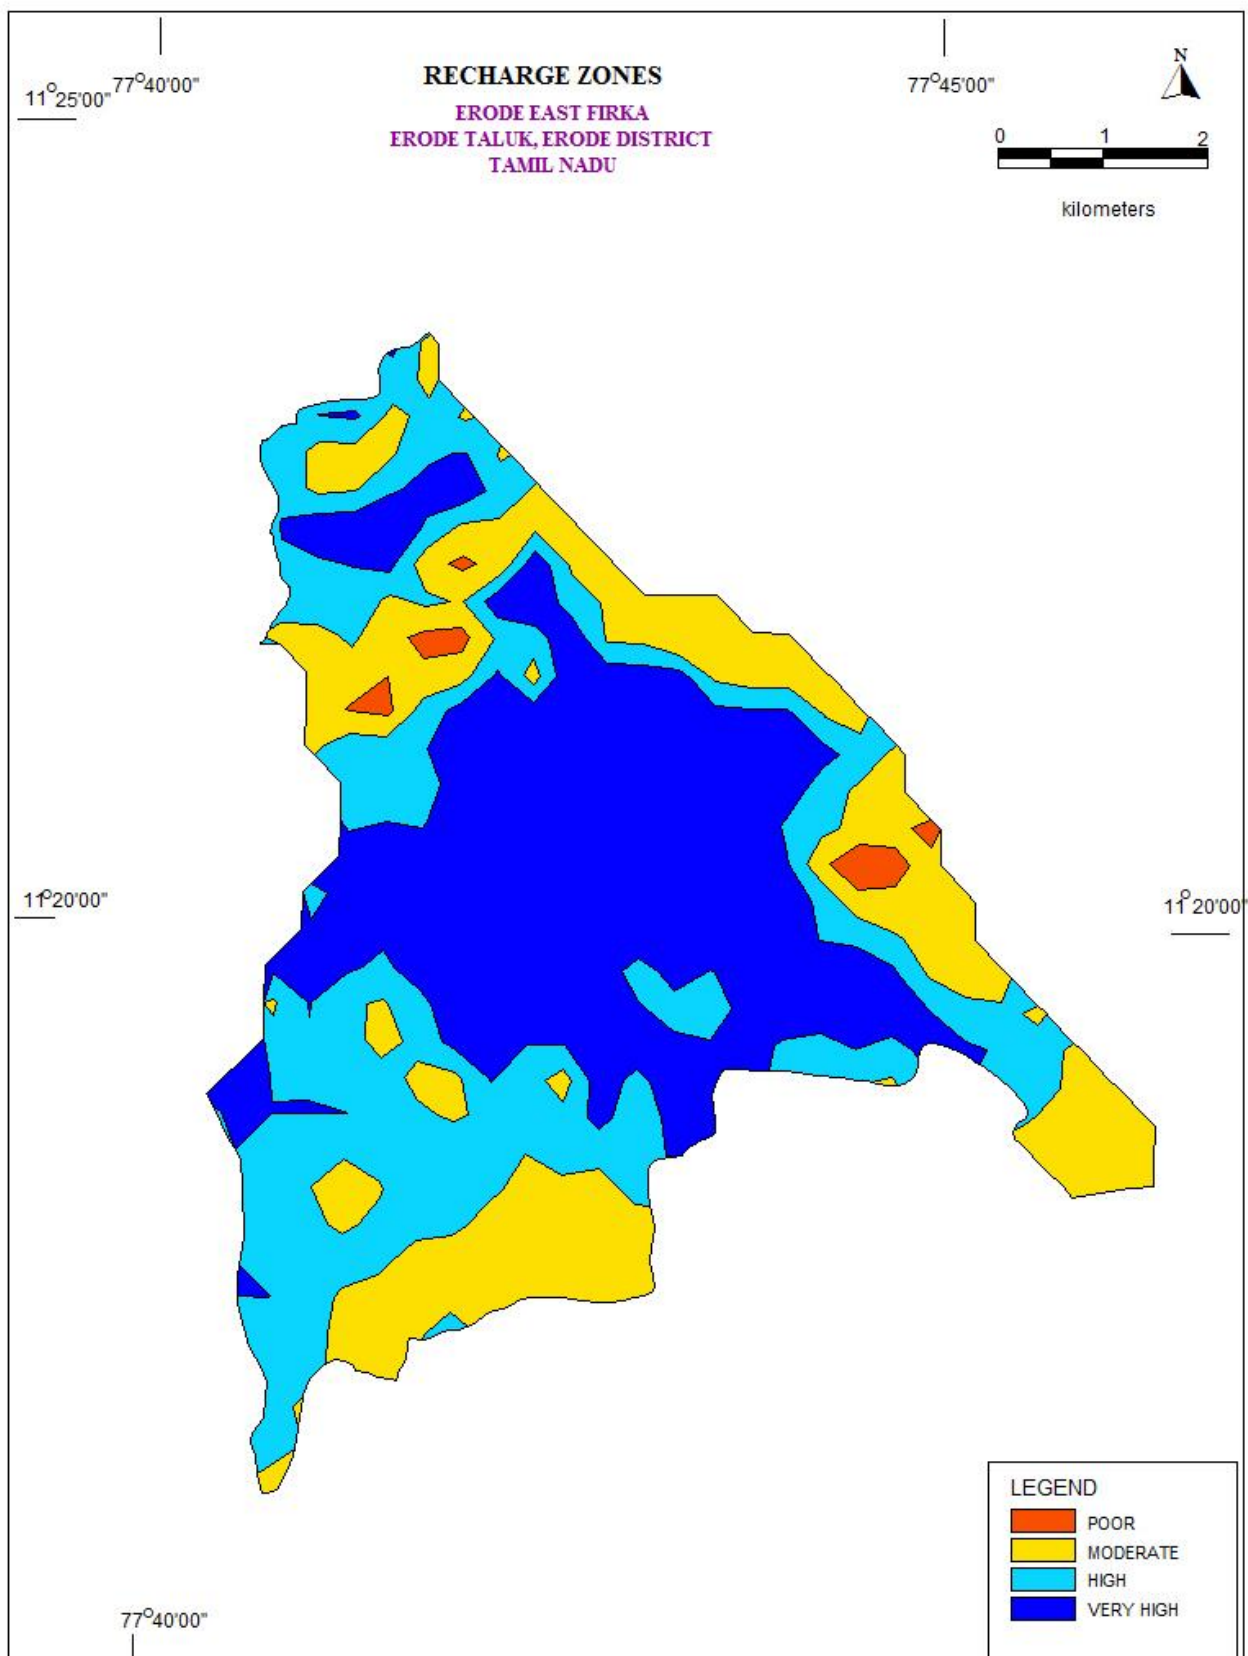 RECHARGE ZONES
ERODE EAST FIRKA
ERODE TALUK, ERODE DISTRICT
TAMIL NADU
77°40'00"
77°45'00"
11°25'00"
N
0 1 2
kilometers
11°20'00"
11°20'00"
LEGEND
POOR
MODERATE
HIGH
VERY HIGH
77°40'00"